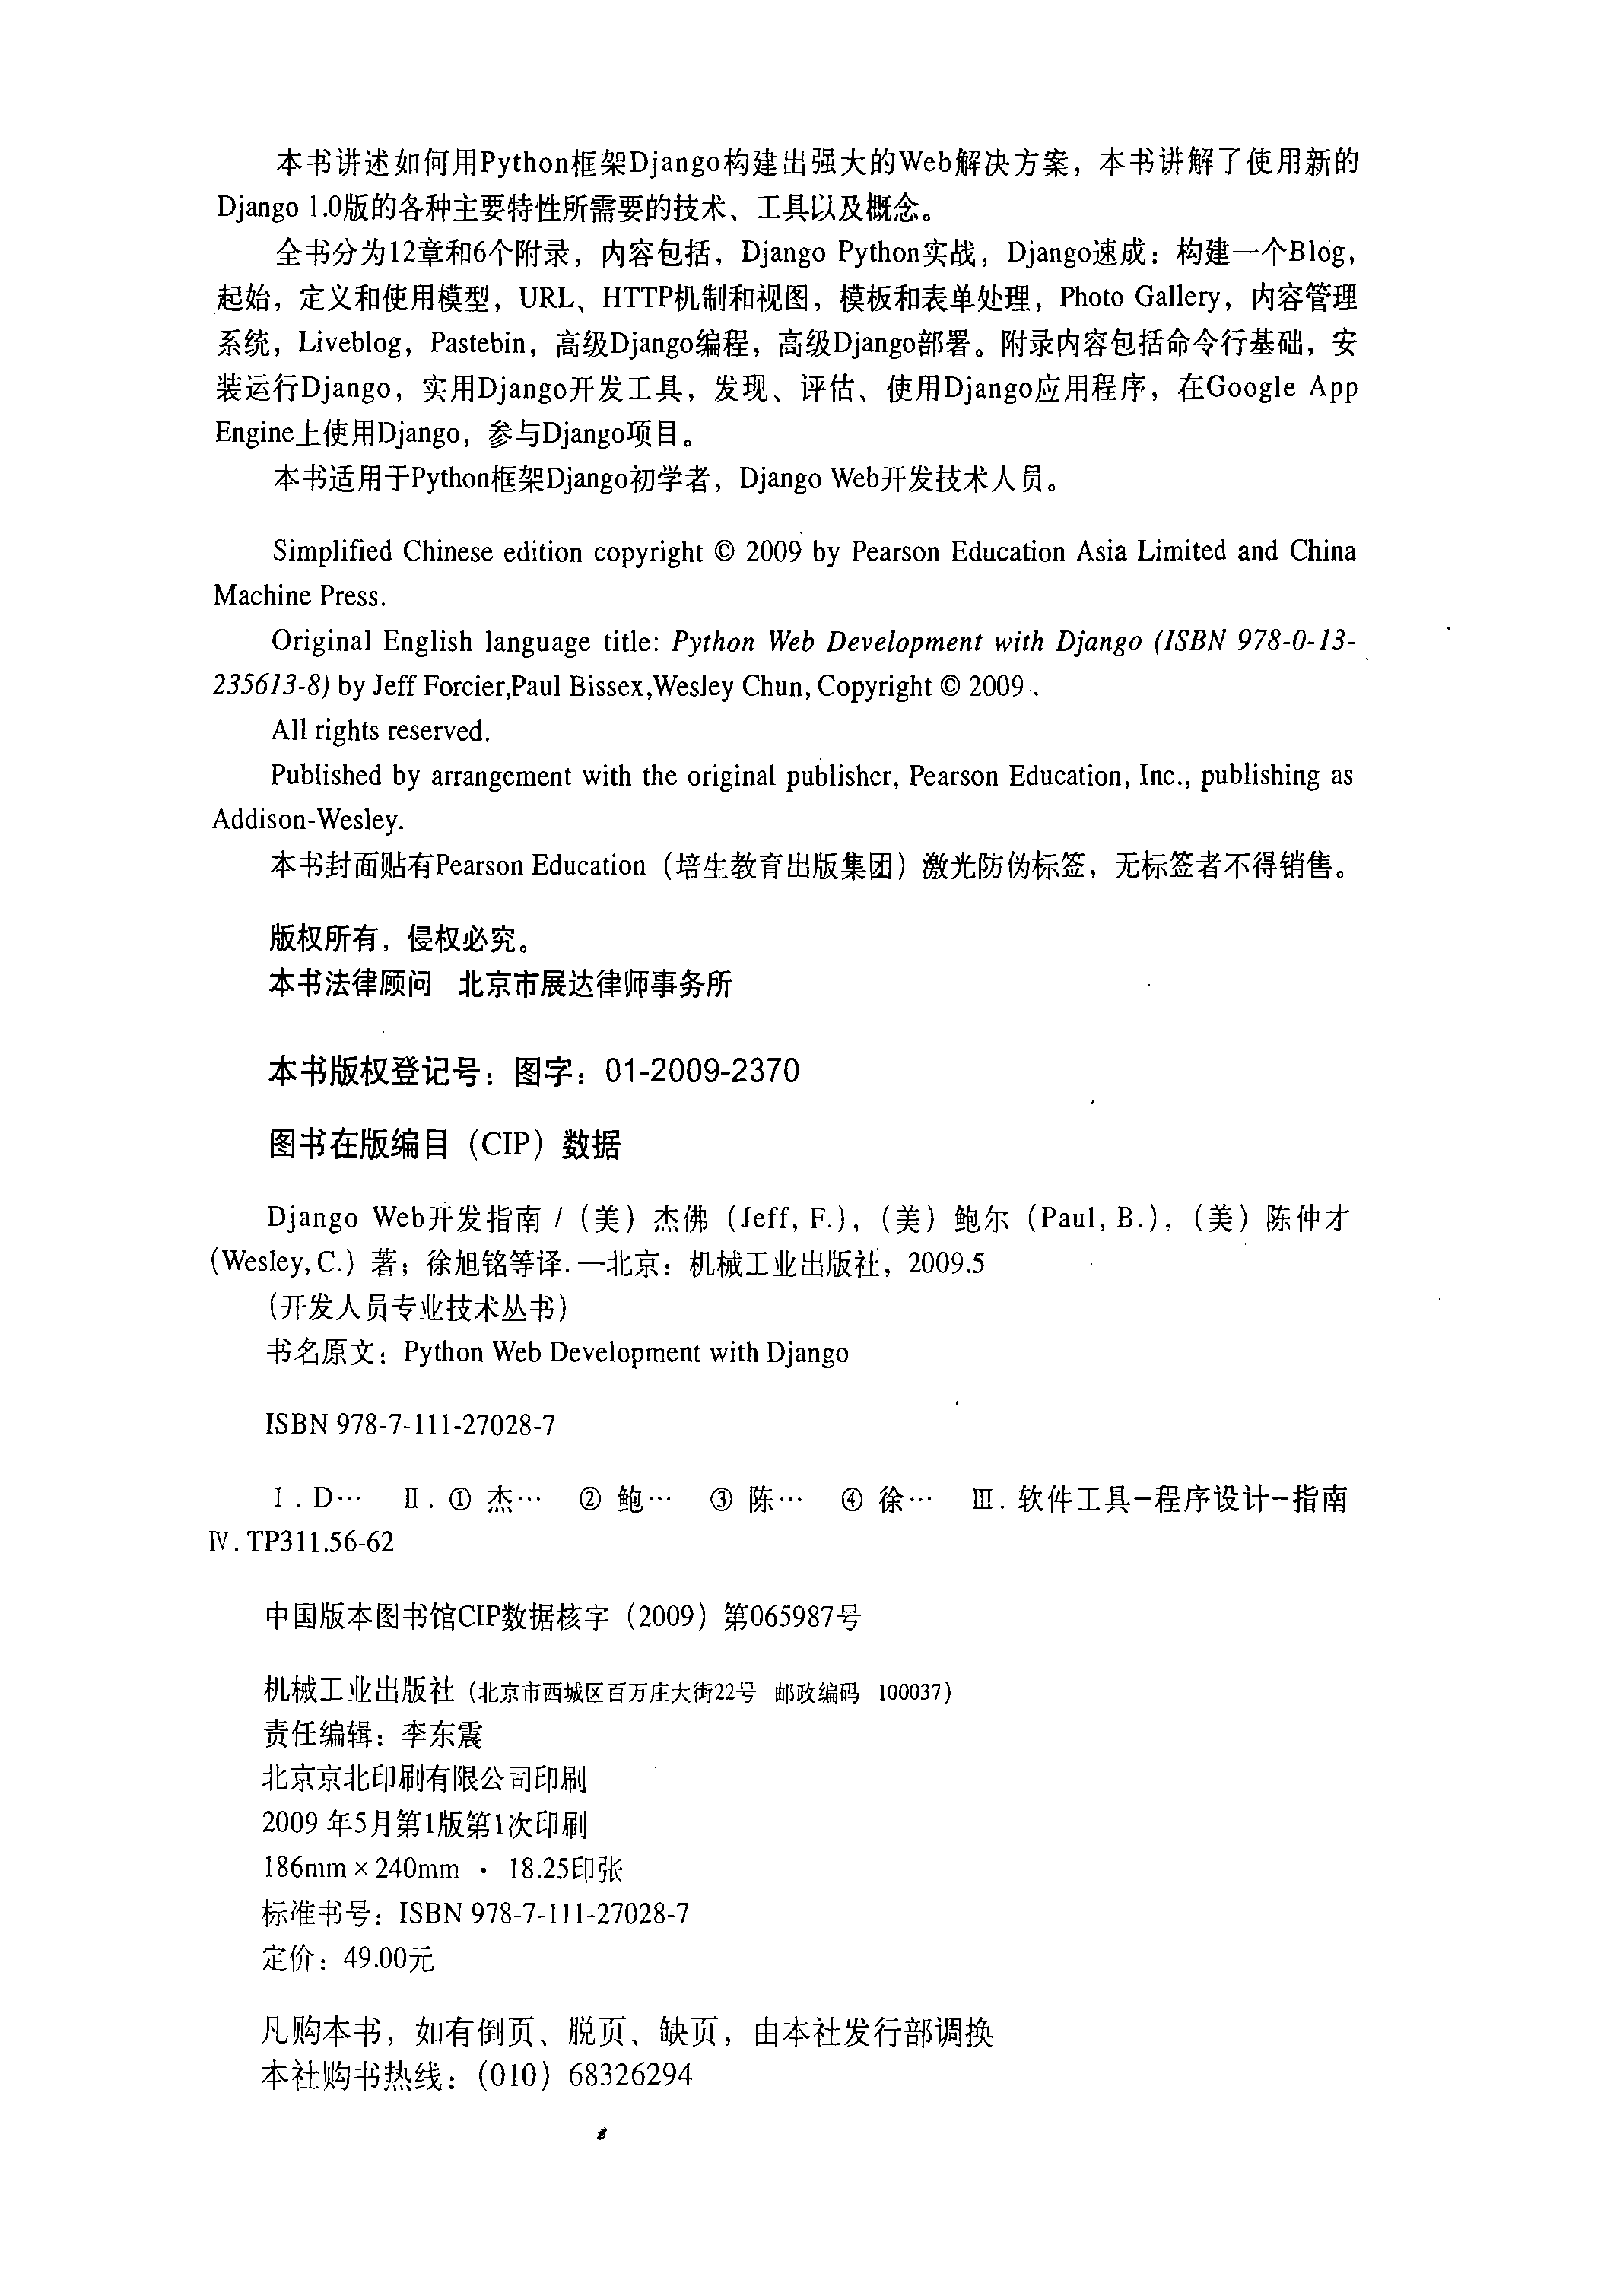 本书讲述如何用Python框架Django构建出强大的Web解决方案，本书讲解了使用新的
Django 1.0版的各种主要特性所需要的技术、工具以及概念。
全书分为12章和6个附录，内容包括，Django Python实战，Django速成：构建一个Blog，
起始，定义和使用模型，URL、HTTP机制和视图，模板和表单处理，Photo Gallery，内容管理
系统，Liveblog，Pastebin，高级Django编程，高级Django部署。附录内容包括命令行基础，安
装运行Django，实用Django开发工具，发现、评估、使用Django应用程序，在Google App
Engine上使用Django，参与Django项目。
本书适用于Python框架Django初学者，Django Web开发技术人员。
Simplified Chinese edition copyright © 2009 by Pearson Education Asia Limited and China
Machine Press.
Original English language title: Python Web Development with Django (ISBN 978-0-13-
235613-8) by Jeff Forcier,Paul Bissex,Wesley Chun, Copyright © 2009.
All rights reserved.
Published by arrangement with the original publisher, Pearson Education, Inc., publishing as
Addison-Wesley.
本书封面贴有Pearson Education（培生教育出版集团）激光防伪标签，无标签者不得销售。
版权所有，侵权必究。
本书法律顾问 北京市展达律师事务所
本书版权登记号：图字：01-2009-2370
图书在版编目（CIP）数据
Django Web开发指南 /（美）杰佛（Jeff, F.），（美）鲍尔（Paul, B.），（美）陈仲才
（Wesley, C.）著；徐旭铭等译. —北京：机械工业出版社，2009.5
（开发人员专业技术丛书）
书名原文：Python Web Development with Django
ISBN 978-7-111-27028-7
Ⅰ. D… Ⅱ. ① 杰… ② 鲍… ③ 陈… ④ 徐… Ⅲ. 软件工具–程序设计–指南
Ⅳ. TP311.56-62
中国版本图书馆CIP数据核字（2009）第065987号
机械工业出版社（北京市西城区百万庄大街22号 邮政编码 100037）
责任编辑：李东震
北京京北印刷有限公司印刷
2009 年5月第1版第1次印刷
186mm × 240mm · 18.25印张
标准书号：ISBN 978-7-111-27028-7
定价：49.00元
凡购本书，如有倒页、脱页、缺页，由本社发行部调换
本社购书热线：（010）68326294